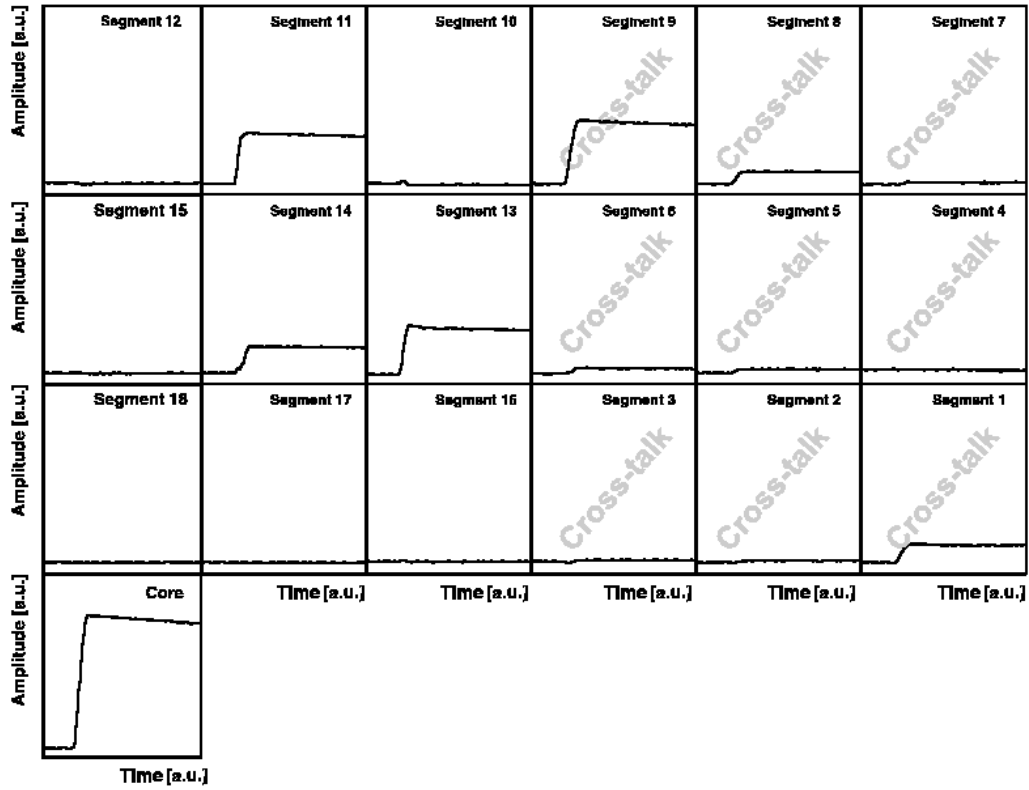 Amplitude [a.u.]
Segment 12
Segment 11
Segment 10
Segment 9
Cross-talk
Segment 8
Cross-talk
Segment 7
Cross-talk
Amplitude [a.u.]
Segment 15
Segment 14
Segment 13
Segment 6
Cross-talk
Segment 5
Cross-talk
Segment 4
Cross-talk
Amplitude [a.u.]
Segment 18
Segment 17
Segment 16
Segment 3
Cross-talk
Segment 2
Cross-talk
Segment 1
Amplitude [a.u.]
Core
Time [a.u.]
Time [a.u.]
Time [a.u.]
Time [a.u.]
Time [a.u.]
Time [a.u.]